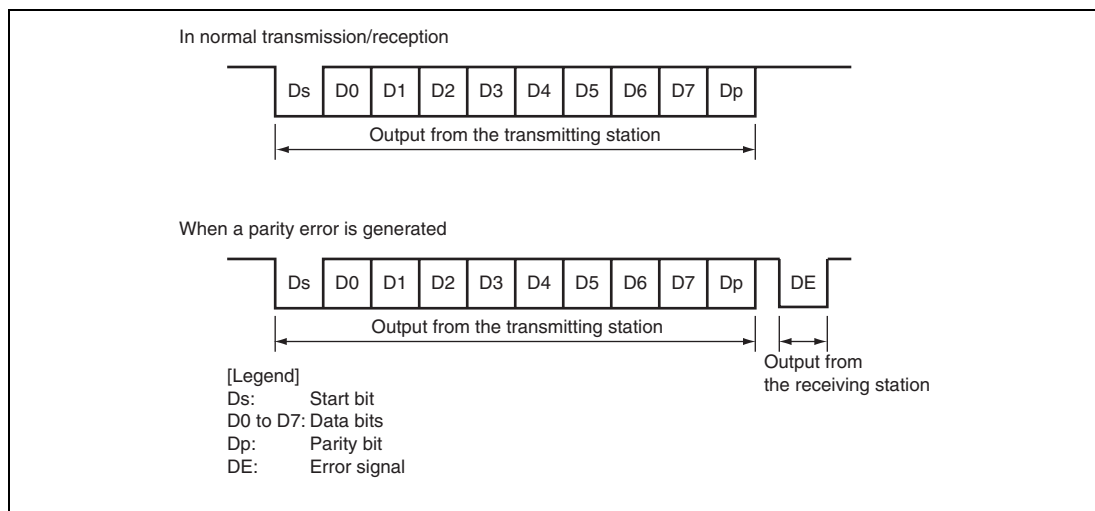 In normal transmission/reception
Ds D0 D1 D2 D3 D4 D5 D6 D7 Dp
Output from the transmitting station
When a parity error is generated
Ds D0 D1 D2 D3 D4 D5 D6 D7 Dp DE
Output from the transmitting station
Output from
the receiving station
[Legend]
Ds: Start bit
D0 to D7: Data bits
Dp: Parity bit
DE: Error signal